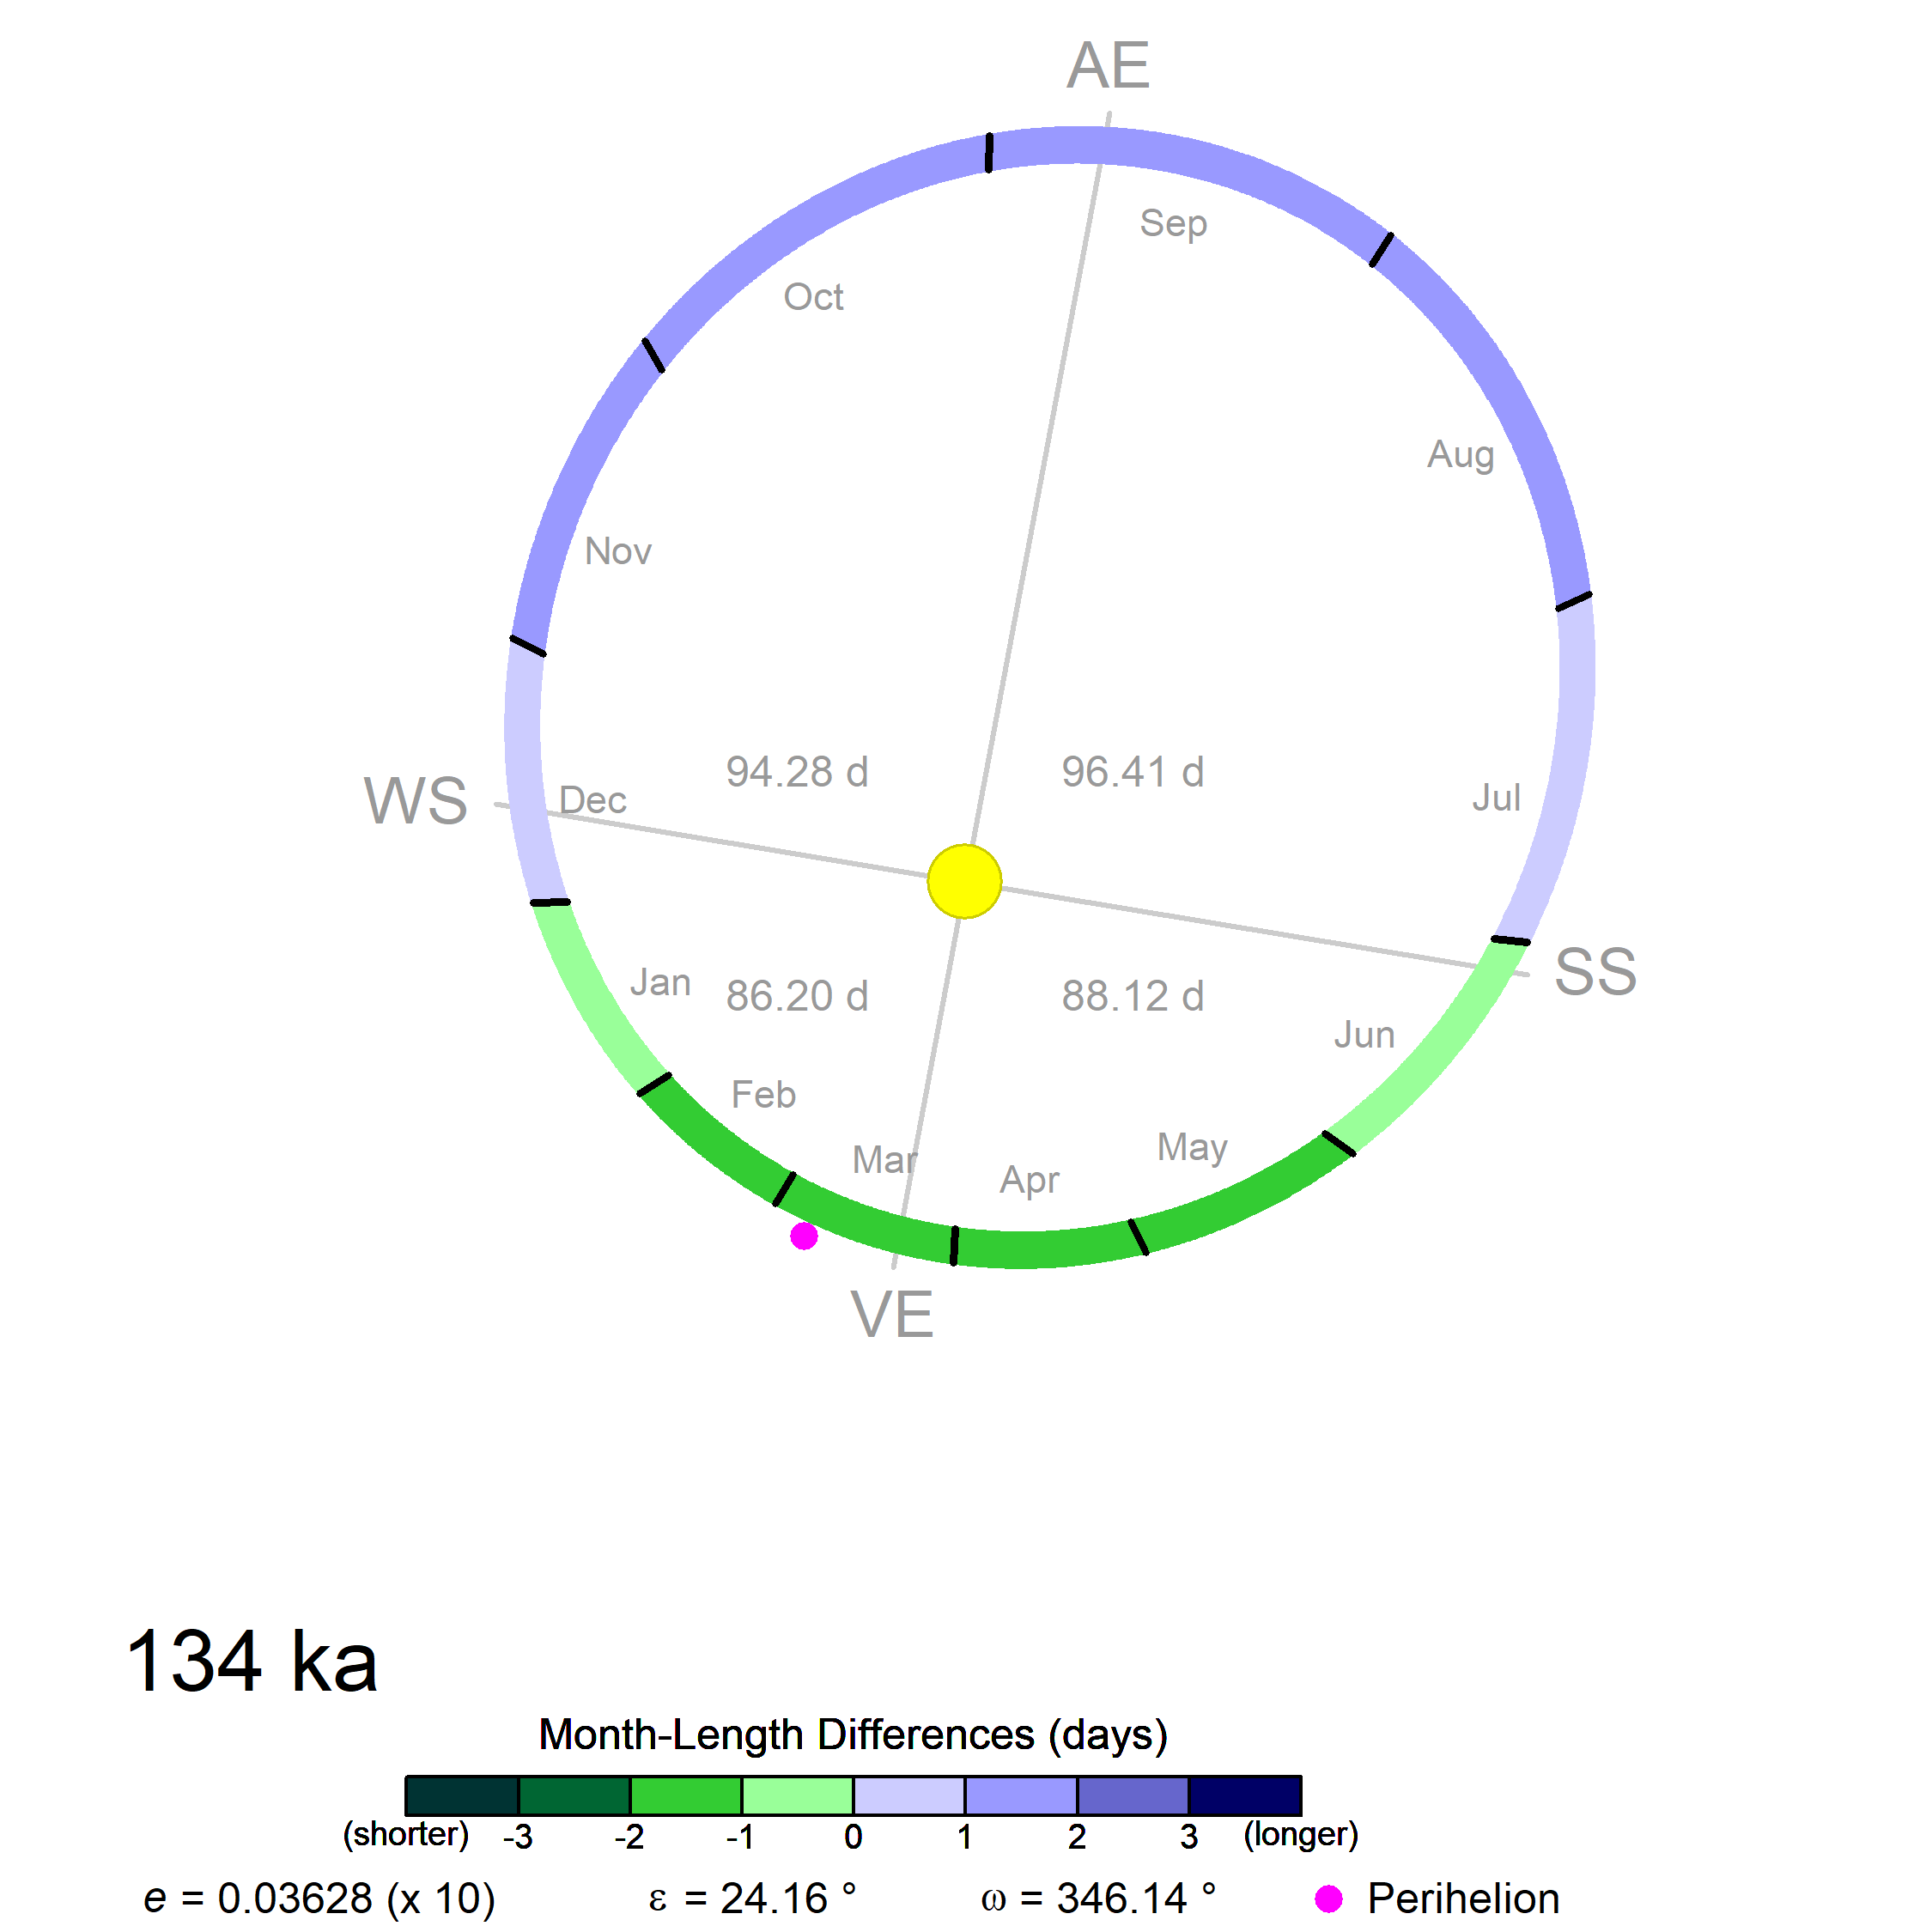 AE
Sep
Oct
Aug
Nov
94.28 d
96.41 d
WS
Dec
Jul
SS
Jan
86.20 d
88.12 d
Jun
Feb
Mar
Apr
May
VE
134 ka
Month-Length Differences (days)
(shorter) -3 -2 -1 0 1 2 3 (longer)
e = 0.03628 (x 10) ε = 24.16 ° ω = 346.14 ° Perihelion